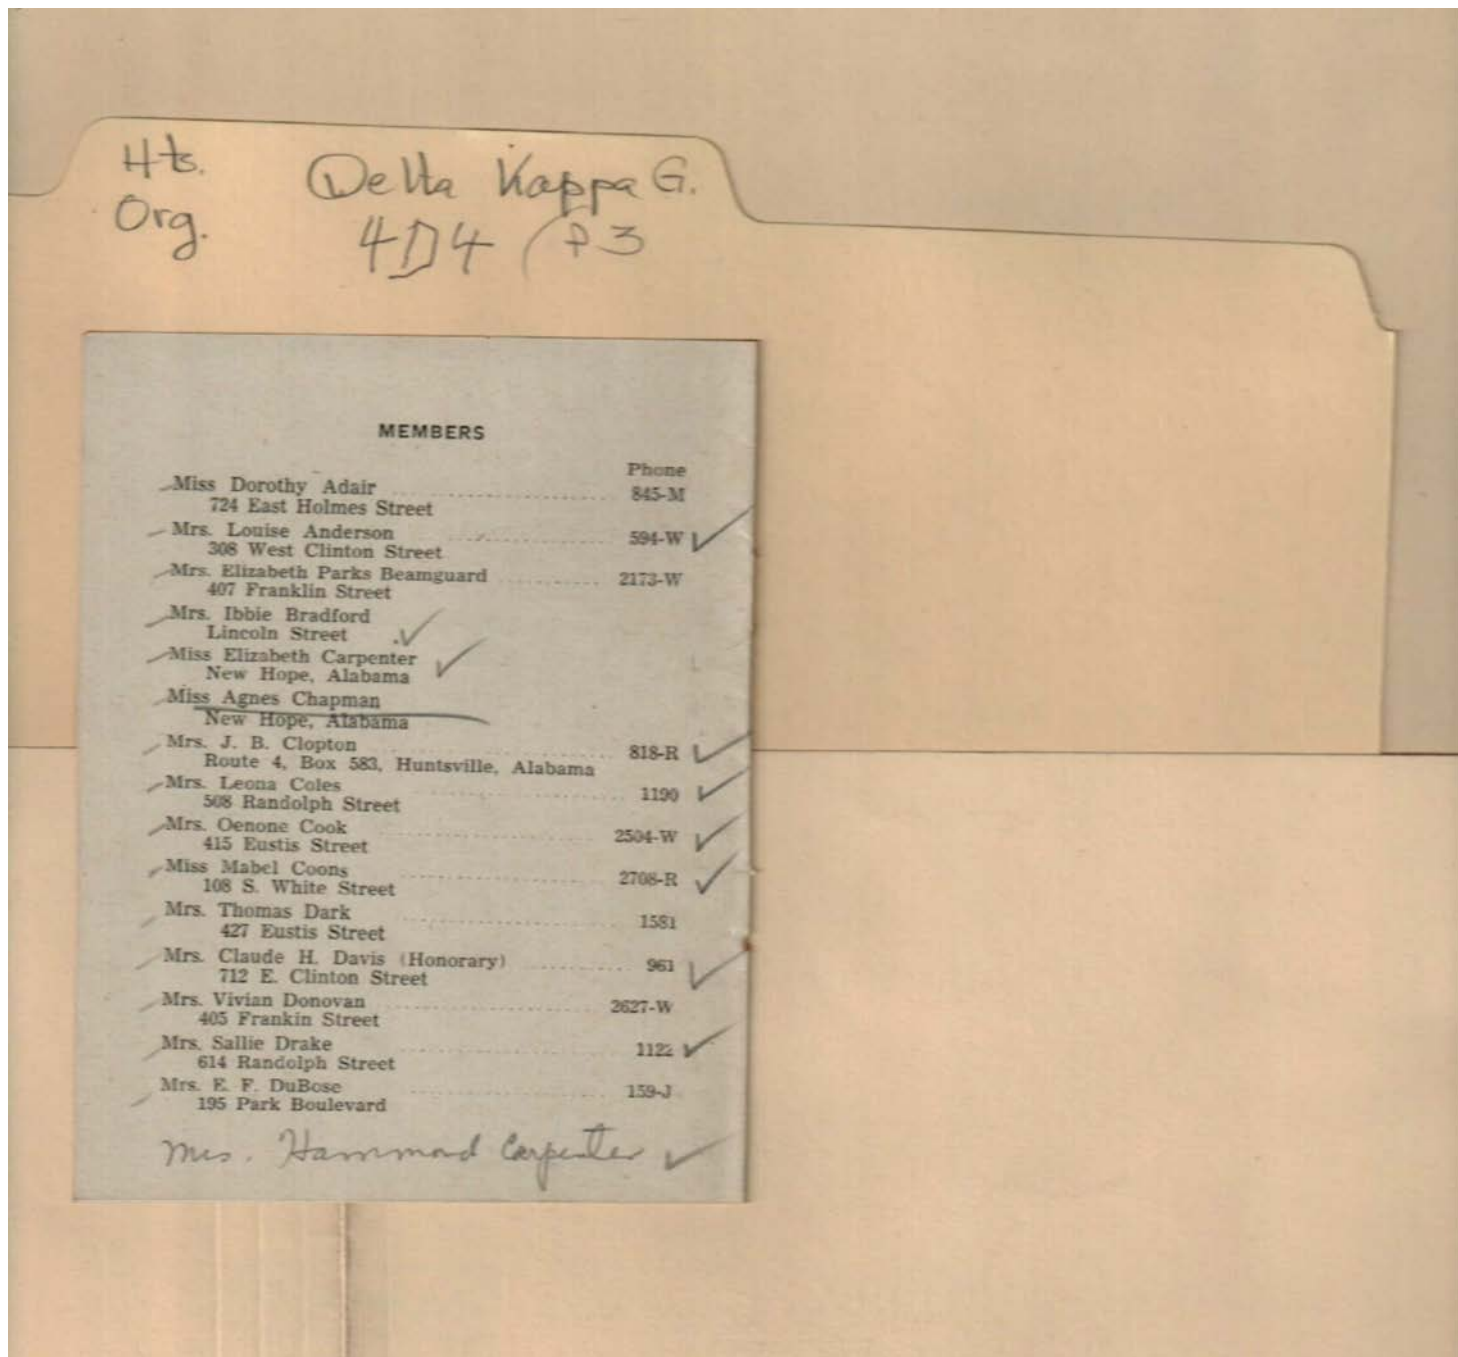 Hts. Delta Kappa G.
Org. 4D4 (P3
MEMBERS
Phone
Miss Dorothy Adair 845-M
724 East Holmes Street
Mrs. Louise Anderson 594-W
308 West Clinton Street
Mrs. Elizabeth Parks Beamguard 2173-W
407 Franklin Street
Mrs. Ibbie Bradford
Lincoln Street
Miss Elizabeth Carpenter
New Hope, Alabama
Miss Agnes Chapman
New Hope, Alabama
Mrs. J. B. Clopton 818-R
Route 4, Box 583, Huntsville, Alabama
Mrs. Leona Coles 1190
508 Randolph Street
Mrs. Oenone Cook 2504-W
415 Eustis Street
Miss Mabel Coons 2708-R
108 S. White Street
Mrs. Thomas Dark 1581
427 Eustis Street
Mrs. Claude H. Davis (Honorary) 961
712 E. Clinton Street
Mrs. Vivian Donovan 2627-W
405 Frankin Street
Mrs. Sallie Drake 1122
614 Randolph Street
Mrs. E. F. DuBose 159-J
195 Park Boulevard
Mrs. Hammond Carpenter